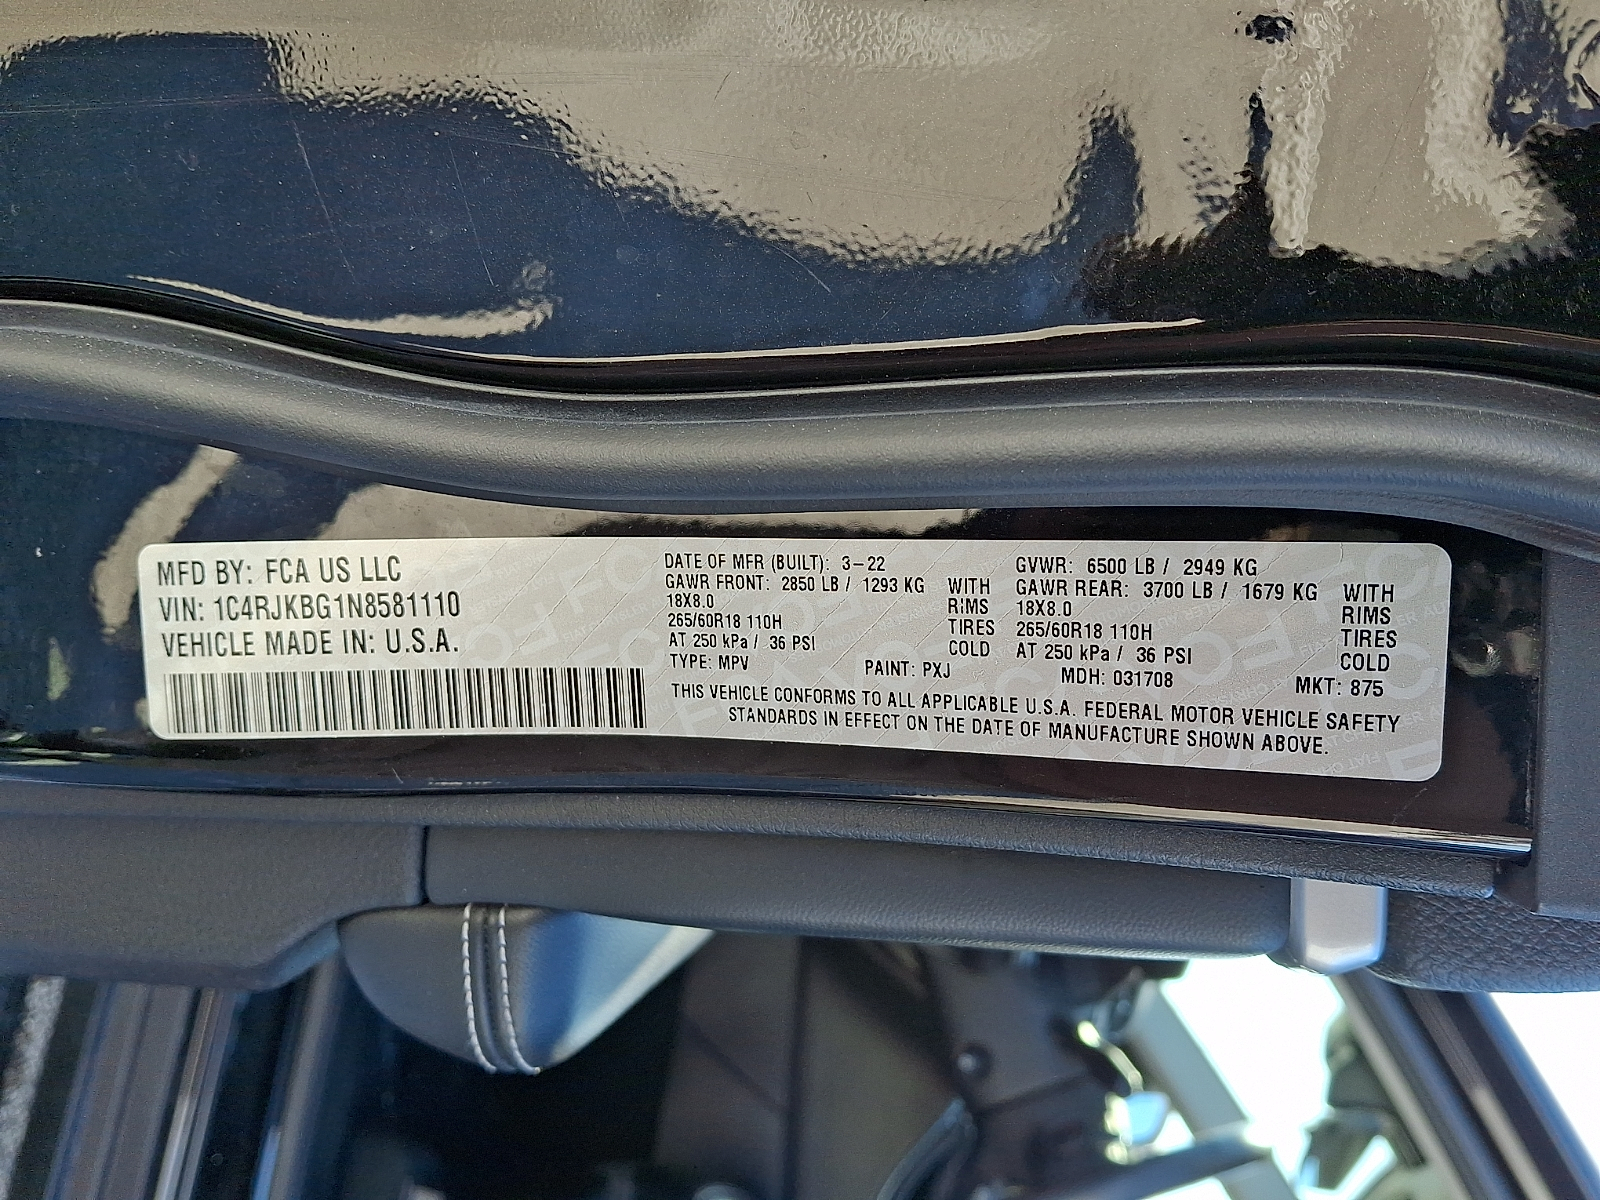 MFD BY: FCA US LLC
VIN: 1C4RJKBG1N8581110
VEHICLE MADE IN: U.S.A.
DATE OF MFR (BUILT): 3-22
GAWR FRONT: 2850 LB / 1293 KG WITH
18X8.0 RIMS
265/60R18 110H TIRES
AT 250 kPa / 36 PSI COLD
TYPE: MPV PAINT: PXJ
GVWR: 6500 LB / 2949 KG
GAWR REAR: 3700 LB / 1679 KG WITH
18X8.0 RIMS
265/60R18 110H TIRES
AT 250 kPa / 36 PSI COLD
MDH: 031708 MKT: 875
THIS VEHICLE CONFORMS TO ALL APPLICABLE U.S.A. FEDERAL MOTOR VEHICLE SAFETY
STANDARDS IN EFFECT ON THE DATE OF MANUFACTURE SHOWN ABOVE.